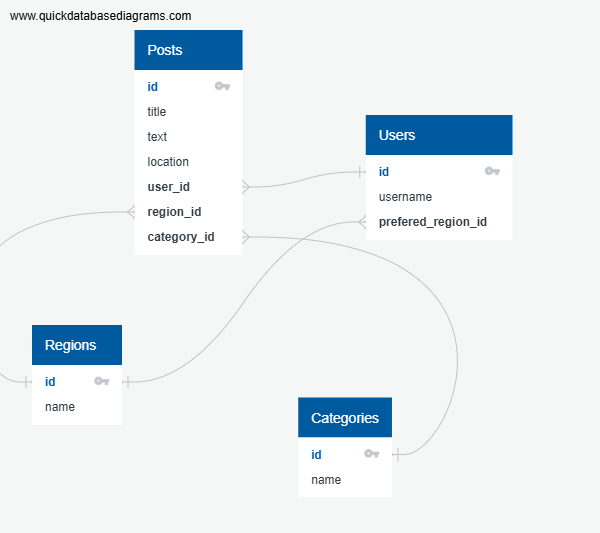 www.quickdatabasediagrams.com
Posts
id
title
text
location
user_id
region_id
category_id
Users
id
username
prefered_region_id
Regions
id
name
Categories
id
name